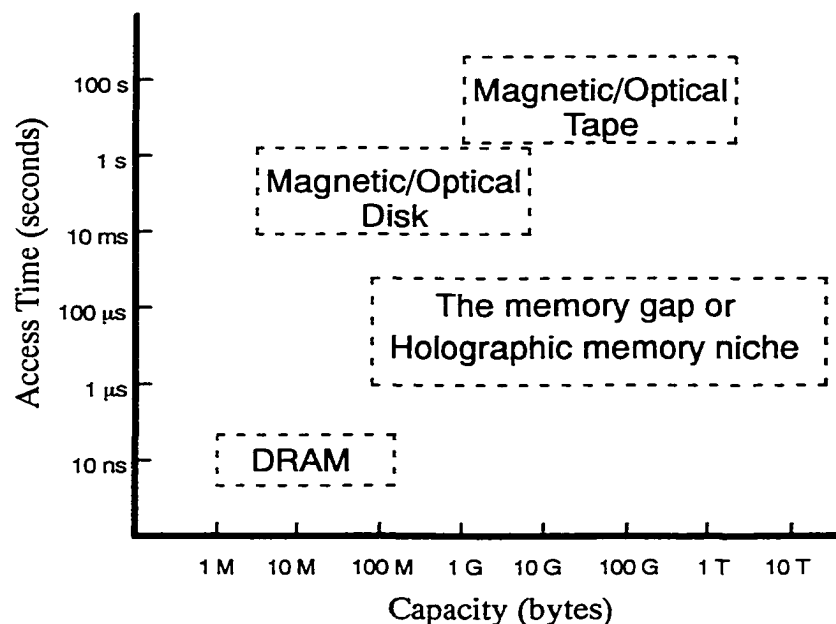 100 s
1 s
10 ms
100 µs
1 µs
10 ns
Access Time (seconds)
Magnetic/Optical
Tape
Magnetic/Optical
Disk
The memory gap or
Holographic memory niche
DRAM
1 M 10 M 100 M 1 G 10 G 100 G 1 T 10 T
Capacity (bytes)